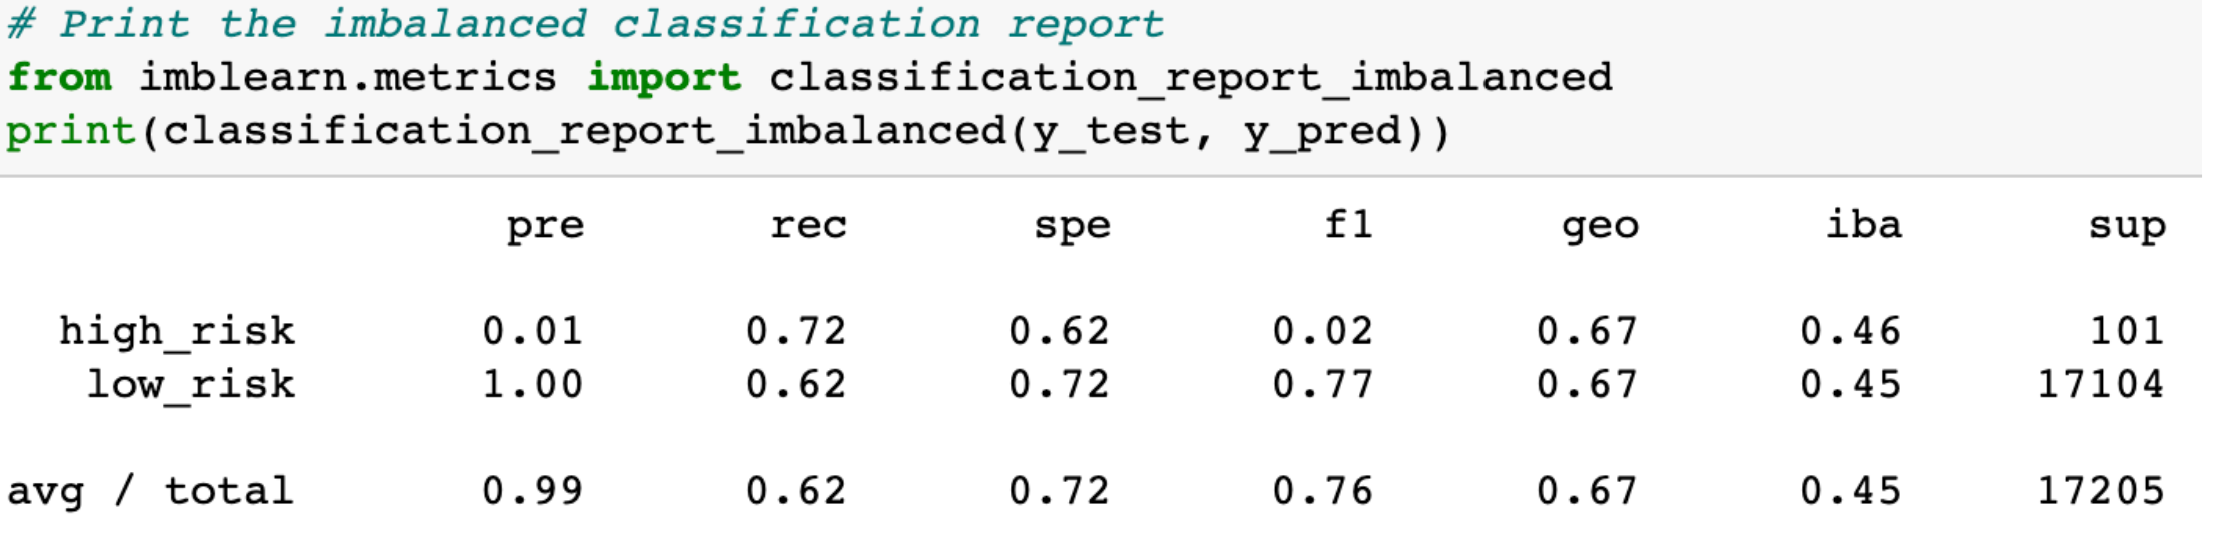 # Print the imbalanced classification report
from imblearn.metrics import classification_report_imbalanced
print(classification_report_imbalanced(y_test, y_pred))
pre rec spe f1 geo iba sup
high_risk 0.01 0.72 0.62 0.02 0.67 0.46 101
low_risk 1.00 0.62 0.72 0.77 0.67 0.45 17104
avg / total 0.99 0.62 0.72 0.76 0.67 0.45 17205